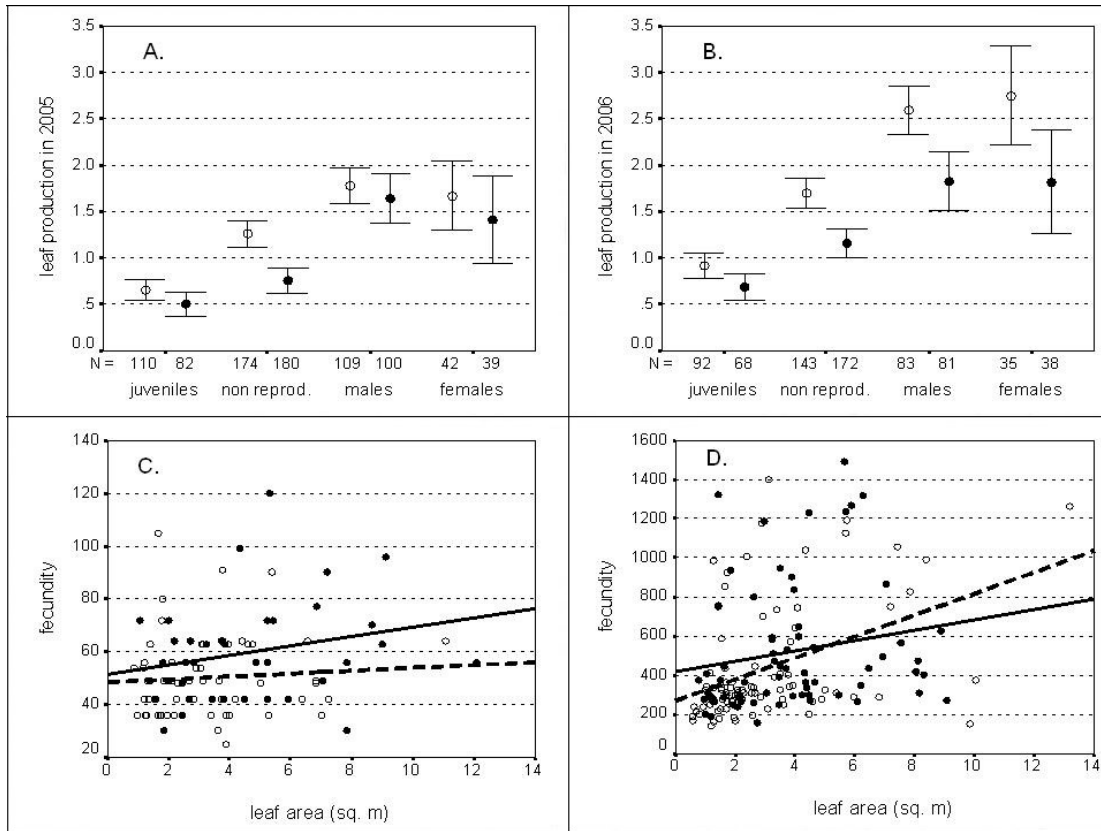 A.
leaf production in 2005
3.5
3.0
2.5
2.0
1.5
1.0
.5
0.0
N = 110 82 174 180 109 100 42 39
juveniles non reprod. males females
B.
leaf production in 2006
3.5
3.0
2.5
2.0
1.5
1.0
.5
0.0
N = 92 68 143 172 83 81 35 38
juveniles non reprod. males females
C.
fecundity
140
120
100
80
60
40
20
0 2 4 6 8 10 12 14
leaf area (sq. m)
D.
fecundity
1600
1400
1200
1000
800
600
400
200
0
0 2 4 6 8 10 12 14
leaf area (sq. m)